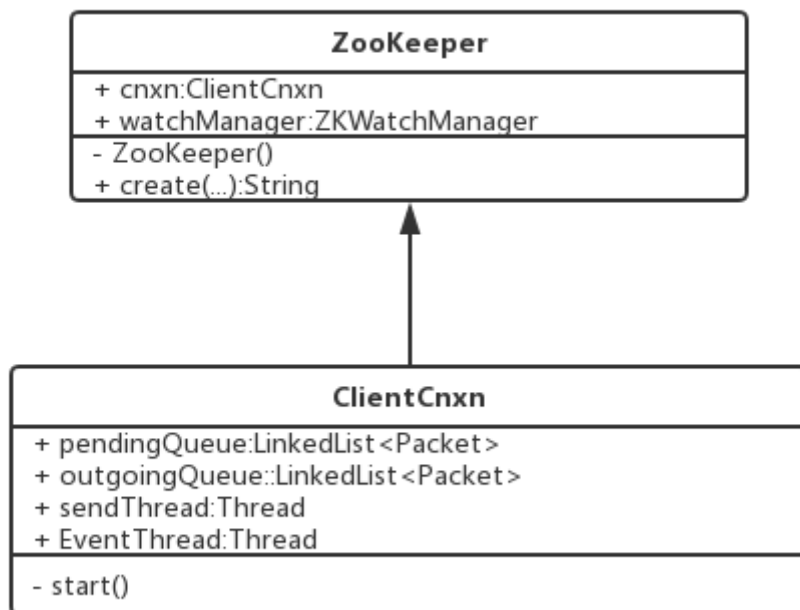 ZooKeeper
+ cnxn:ClientCnxn
+ watchManager:ZKWatchManager
- ZooKeeper()
+ create(...):String
ClientCnxn
+ pendingQueue:LinkedList<Packet>
+ outgoingQueue::LinkedList<Packet>
+ sendThread:Thread
+ EventThread:Thread
- start()